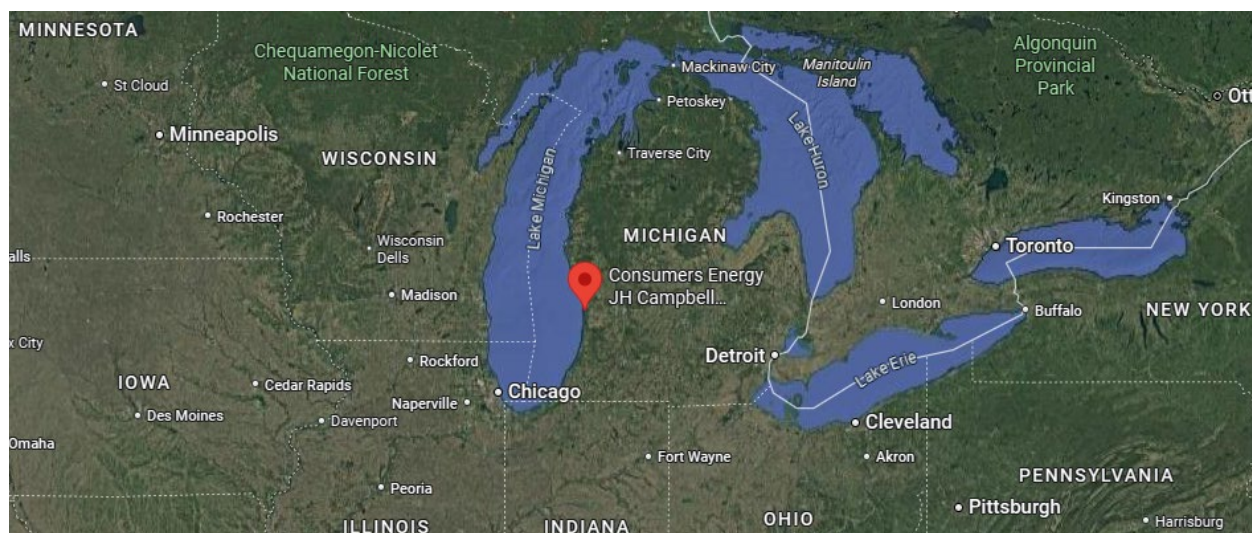 MINNESOTA
Chequamegon-Nicolet
National Forest
St Cloud
Minneapolis
WISCONSIN
Rochester
Wisconsin
Dells
Madison
Rockford
IOWA
Cedar Rapids
Des Moines
Davenport
Omaha
x City
alls
Naperville
Chicago
Peoria
ILLINOIS
INDIANA
Fort Wayne
Lake Michigan
Mackinaw City
Petoskey
Traverse City
MICHIGAN
Consumers Energy
JH Campbell...
Manitoulin
Island
Lake Huron
Algonquin
Provincial
Park
Ott
Kingston
Toronto
London
Buffalo
NEW YORK
Detroit
Lake Erie
Cleveland
Akron
OHIO
PENNSYLVANIA
Pittsburgh
Harrisburg